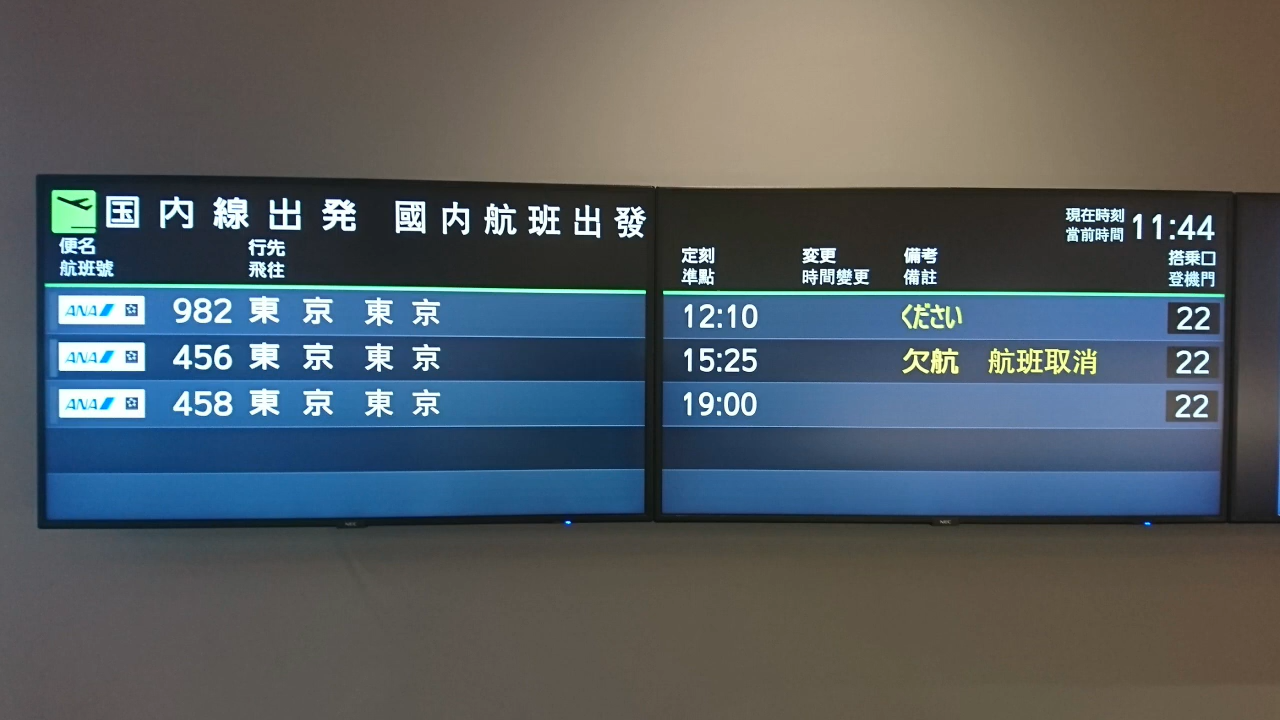 国内線出発 國内航班出發
便名 行先
航班號 飛往
定刻 変更 備考 現在時刻 11:44 搭乗口
準點 時間變更 備註 當前時間 登機門
ANA 982 東京 東京 12:10 ください 22
ANA 456 東京 東京 15:25 欠航 航班取消 22
ANA 458 東京 東京 19:00 22
NEC NEC